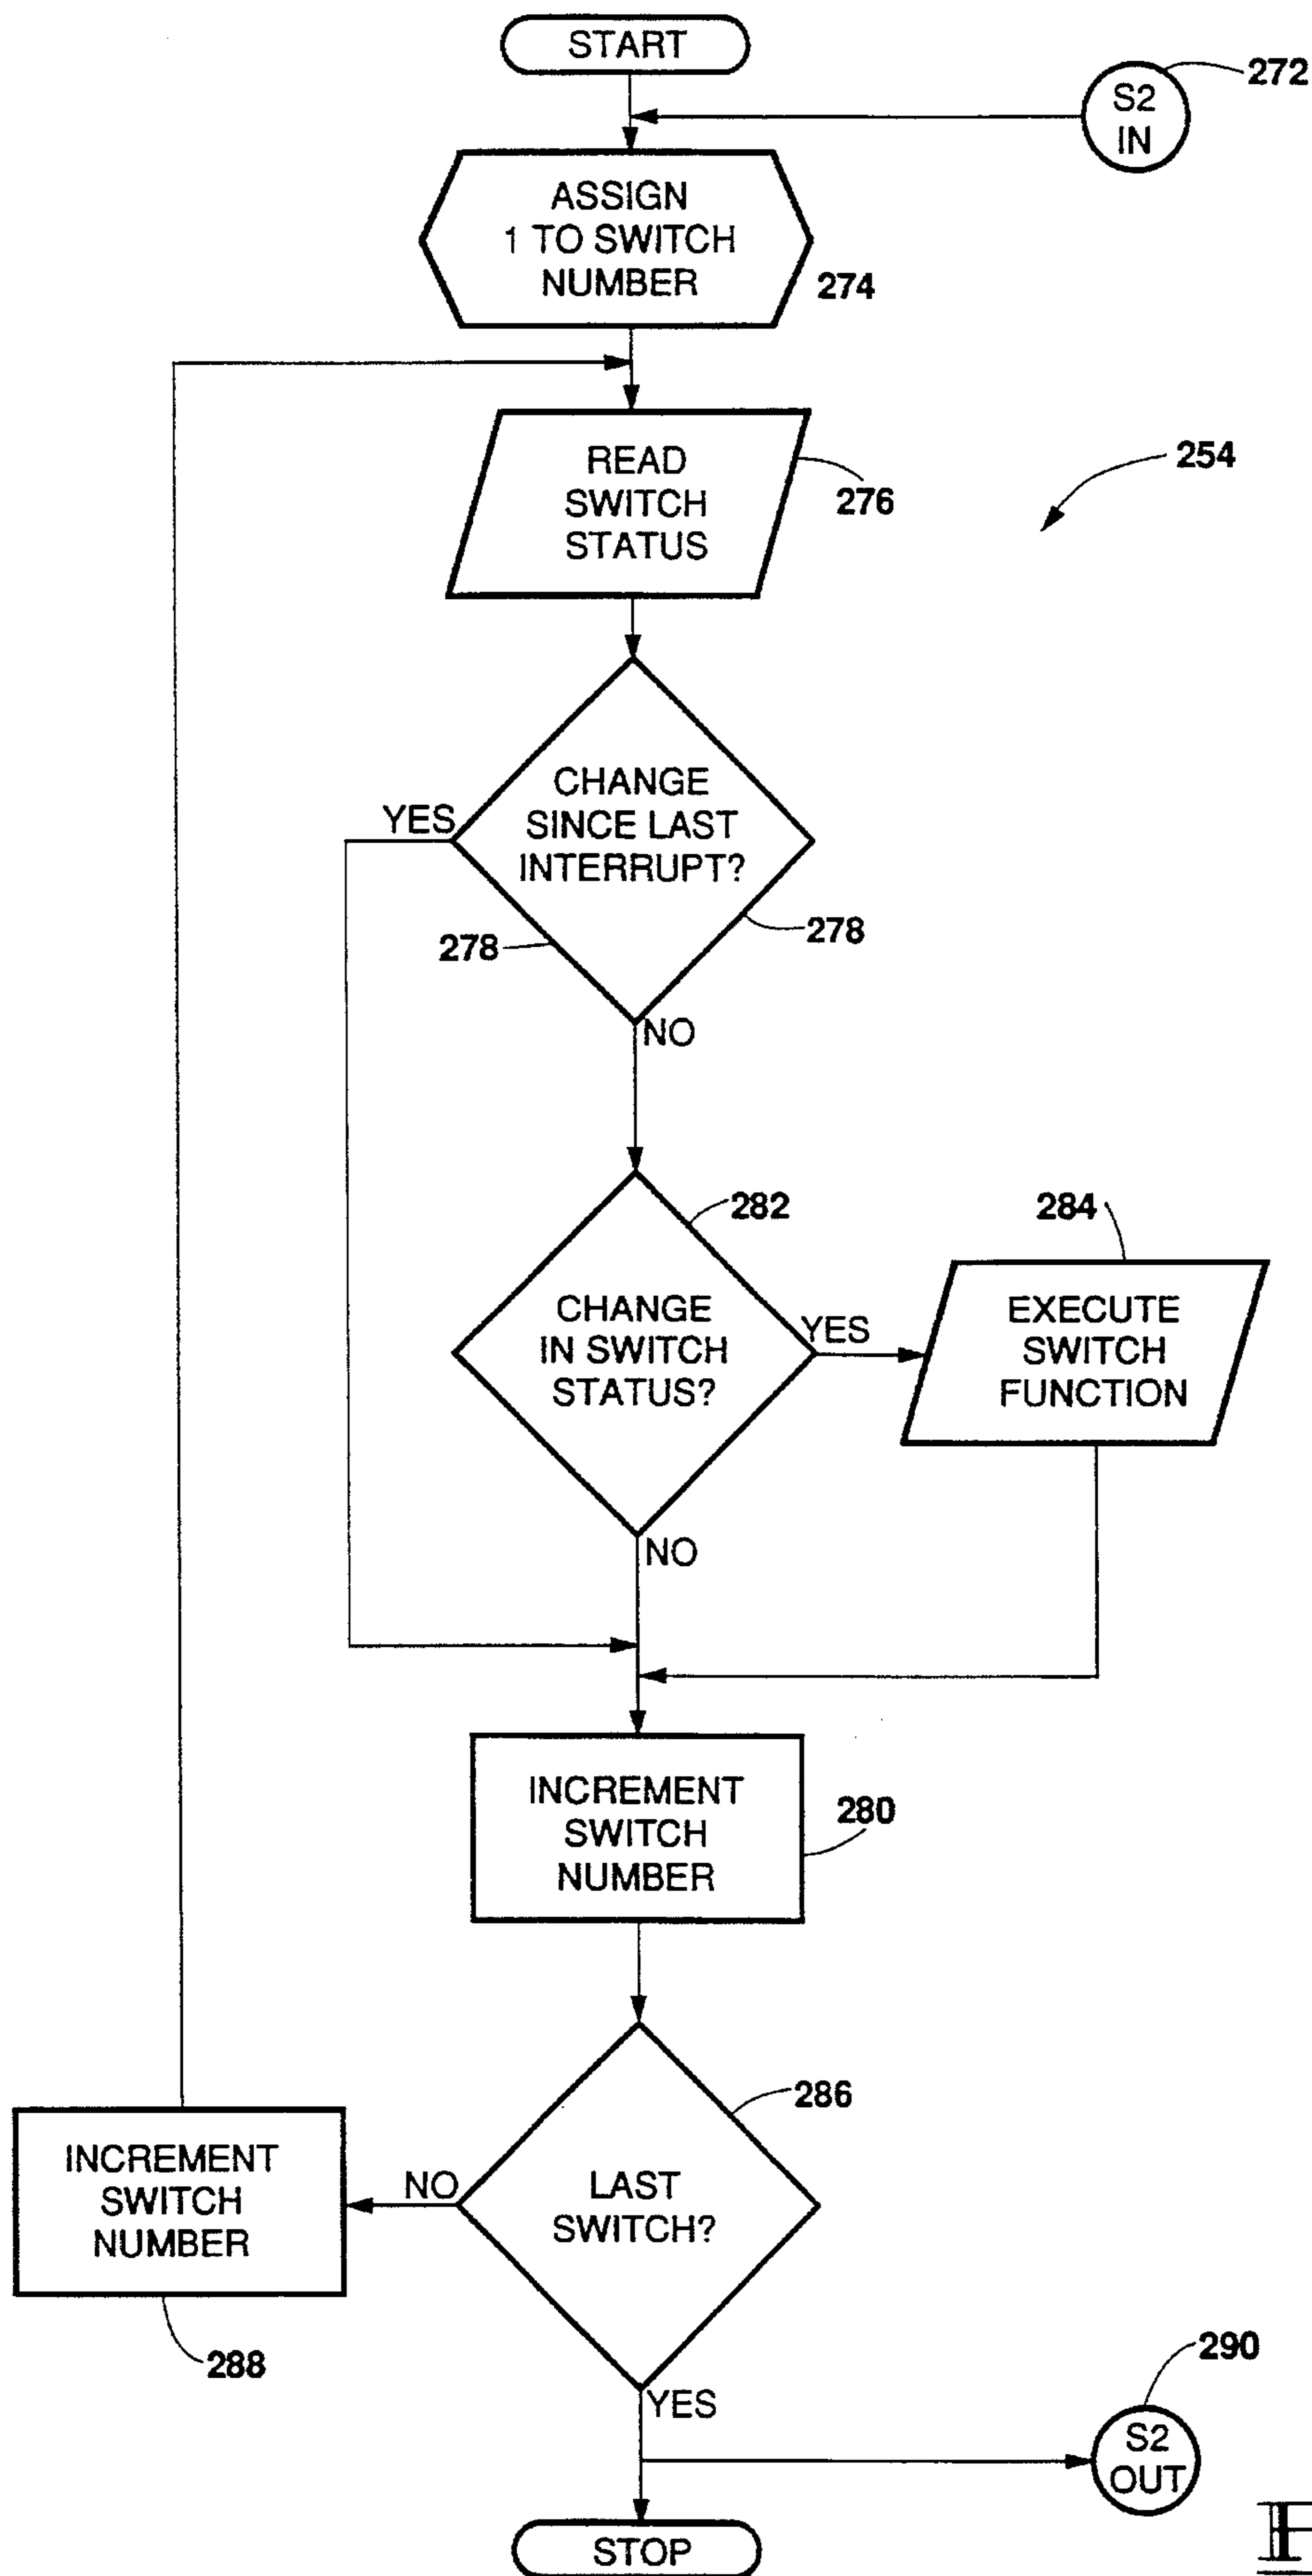 START
272
S2
IN
ASSIGN
1 TO SWITCH
NUMBER
274
READ
SWITCH
STATUS
276
254
CHANGE
SINCE LAST
INTERRUPT?
YES
278
278
NO
282
284
CHANGE
IN SWITCH
STATUS?
YES
EXECUTE
SWITCH
FUNCTION
NO
INCREMENT
SWITCH
NUMBER
280
286
INCREMENT
SWITCH
NUMBER
NO
LAST
SWITCH?
288
YES
290
S2
OUT
STOP
F